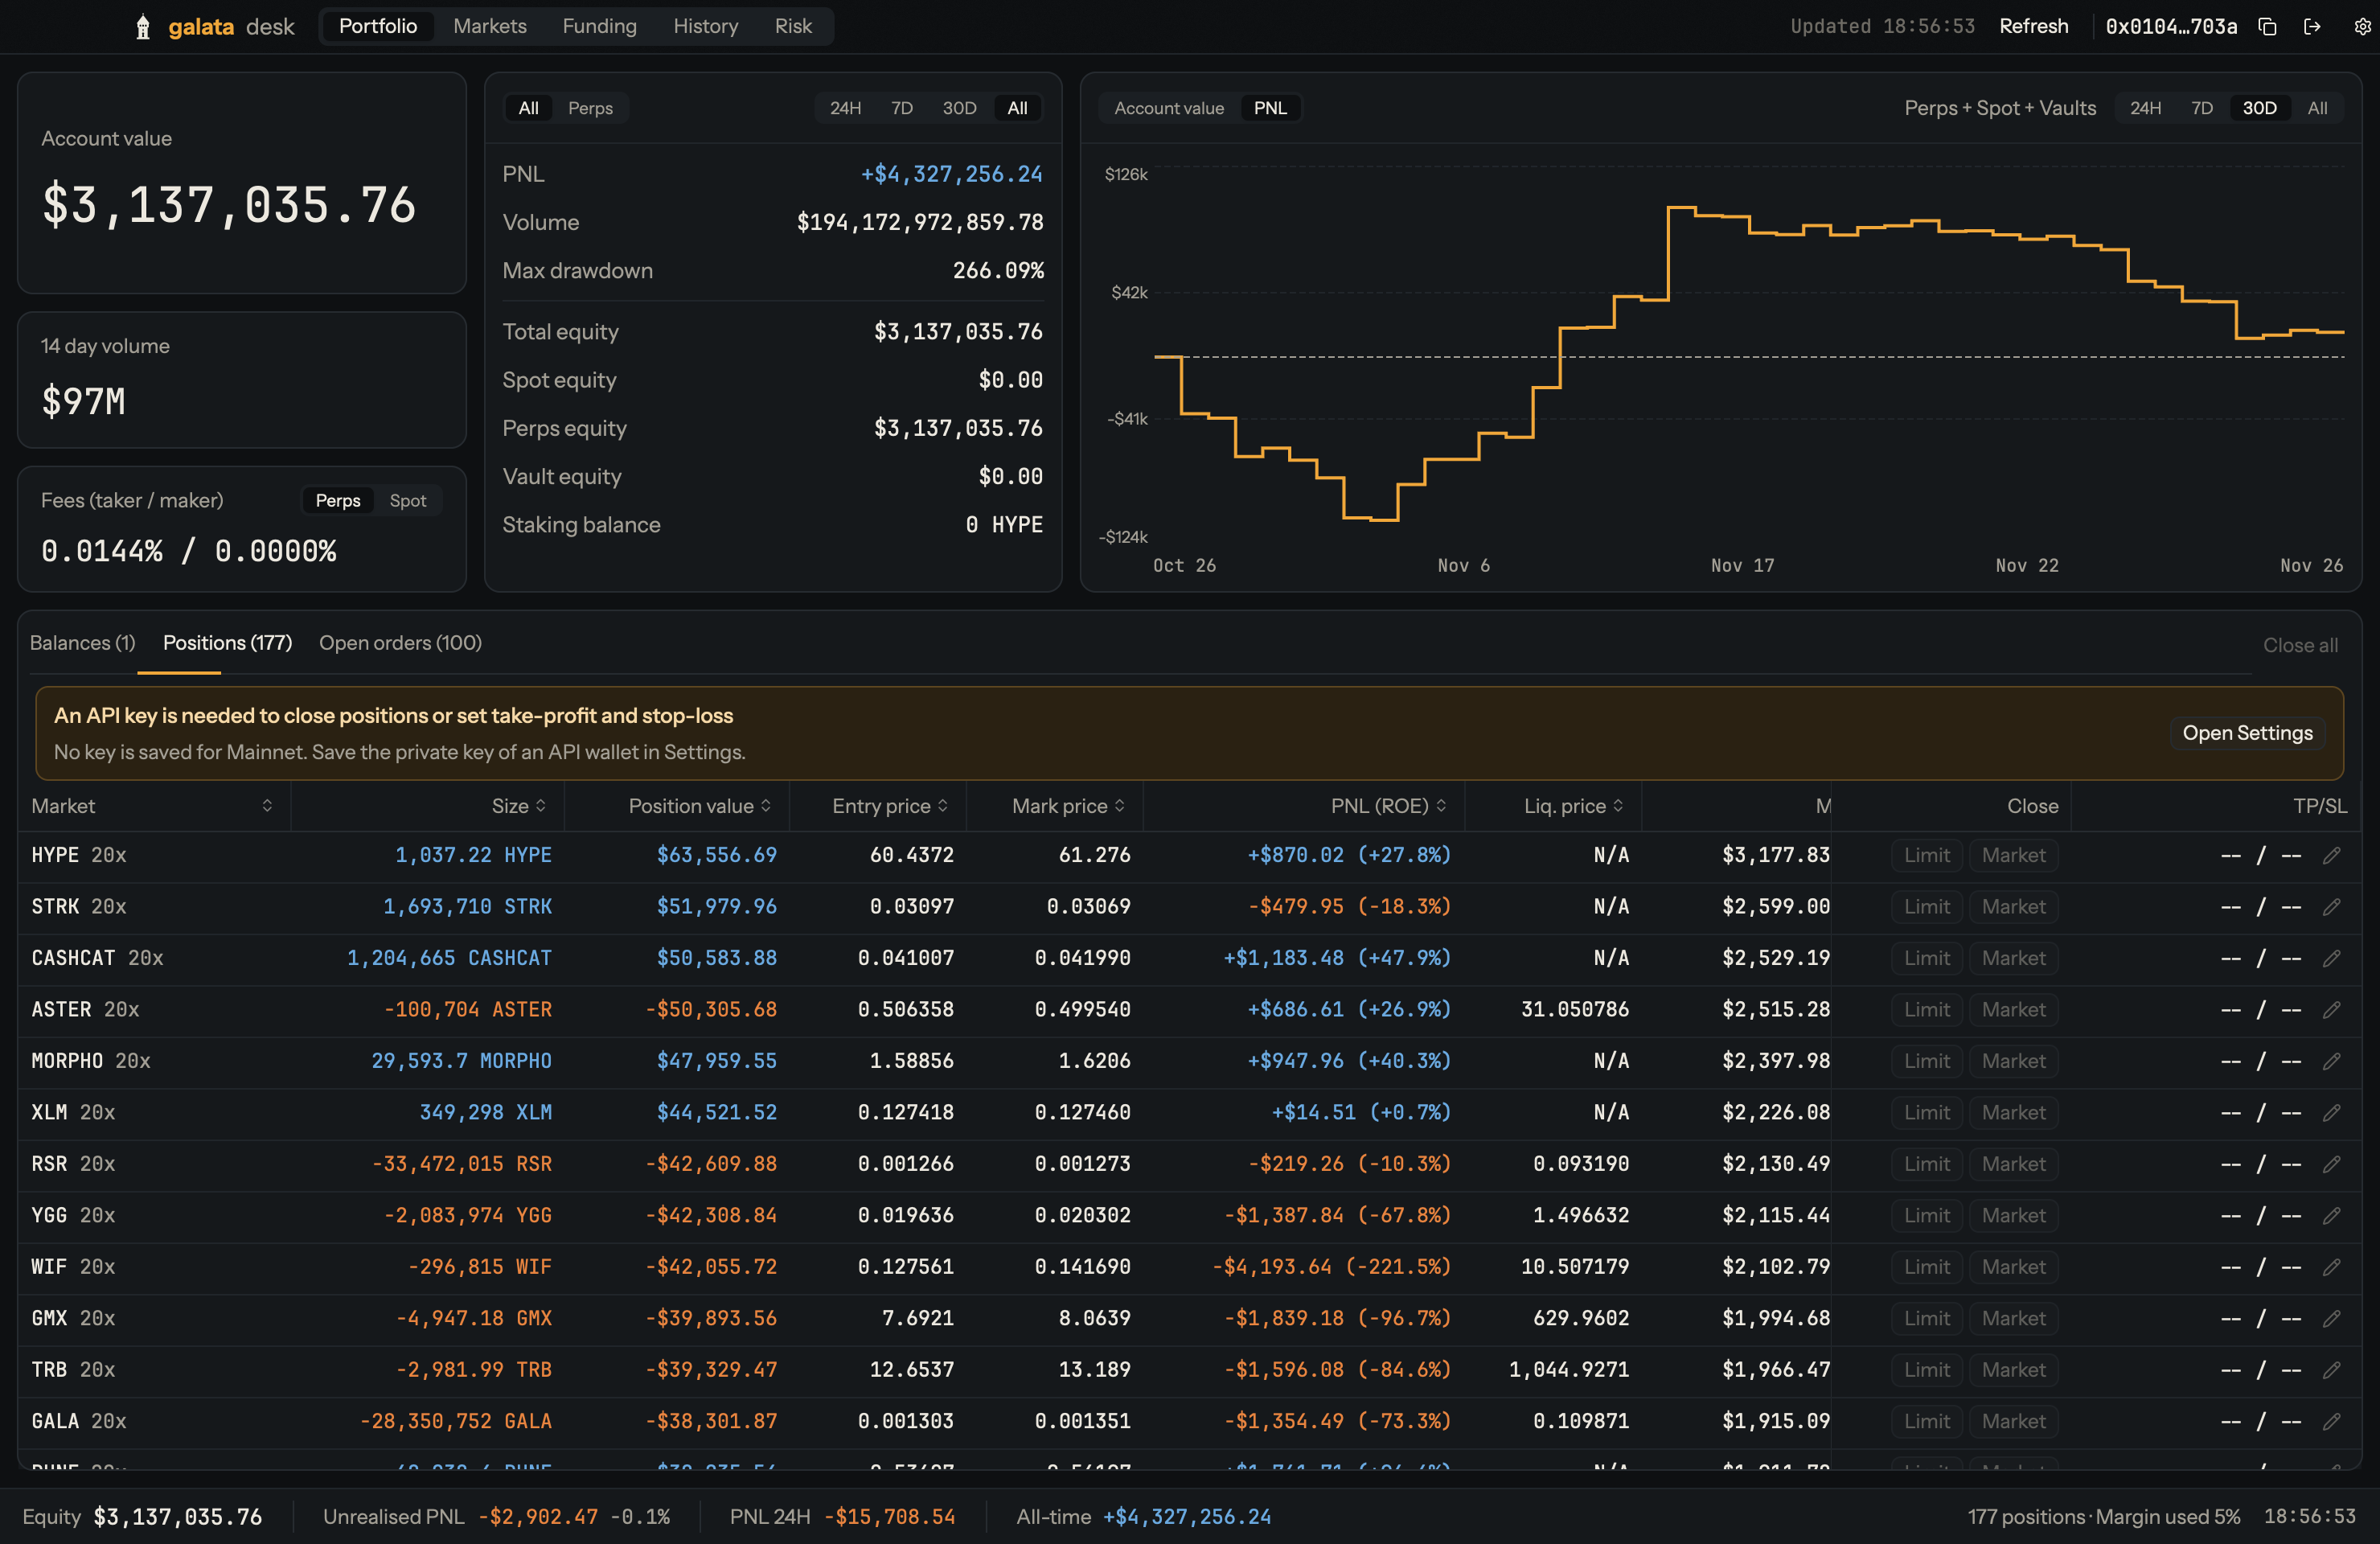 galata desk Portfolio Markets Funding History Risk Updated 18:56:53 Refresh 0x0104…703a
Account value
$3,137,035.76
14 day volume
$97M
Fees (taker / maker) Perps Spot
0.0144% / 0.0000%
All Perps 24H 7D 30D All
PNL +$4,327,256.24
Volume $194,172,972,859.78
Max drawdown 266.09%
Total equity $3,137,035.76
Spot equity $0.00
Perps equity $3,137,035.76
Vault equity $0.00
Staking balance 0 HYPE
Account value PNL Perps + Spot + Vaults 24H 7D 30D All
$126k
$42k
-$41k
-$124k
Oct 26 Nov 6 Nov 17 Nov 22 Nov 26
Balances (1) Positions (177) Open orders (100) Close all
An API key is needed to close positions or set take-profit and stop-loss
No key is saved for Mainnet. Save the private key of an API wallet in Settings.
Open Settings
Market Size Position value Entry price Mark price PNL (ROE) Liq. price M Close TP/SL
HYPE 20x 1,037.22 HYPE $63,556.69 60.4372 61.276 +$870.02 (+27.8%) N/A $3,177.83 Limit Market -- / --
STRK 20x 1,693,710 STRK $51,979.96 0.03097 0.03069 -$479.95 (-18.3%) N/A $2,599.00 Limit Market -- / --
CASHCAT 20x 1,204,665 CASHCAT $50,583.88 0.041007 0.041990 +$1,183.48 (+47.9%) N/A $2,529.19 Limit Market -- / --
ASTER 20x -100,704 ASTER -$50,305.68 0.506358 0.499540 +$686.61 (+26.9%) 31.050786 $2,515.28 Limit Market -- / --
MORPHO 20x 29,593.7 MORPHO $47,959.55 1.58856 1.6206 +$947.96 (+40.3%) N/A $2,397.98 Limit Market -- / --
XLM 20x 349,298 XLM $44,521.52 0.127418 0.127460 +$14.51 (+0.7%) N/A $2,226.08 Limit Market -- / --
RSR 20x -33,472,015 RSR -$42,609.88 0.001266 0.001273 -$219.26 (-10.3%) 0.093190 $2,130.49 Limit Market -- / --
YGG 20x -2,083,974 YGG -$42,308.84 0.019636 0.020302 -$1,387.84 (-67.8%) 1.496632 $2,115.44 Limit Market -- / --
WIF 20x -296,815 WIF -$42,055.72 0.127561 0.141690 -$4,193.64 (-221.5%) 10.507179 $2,102.79 Limit Market -- / --
GMX 20x -4,947.18 GMX -$39,893.56 7.6921 8.0639 -$1,839.18 (-96.7%) 629.9602 $1,994.68 Limit Market -- / --
TRB 20x -2,981.99 TRB -$39,329.47 12.6537 13.189 -$1,596.08 (-84.6%) 1,044.9271 $1,966.47 Limit Market -- / --
GALA 20x -28,350,752 GALA -$38,301.87 0.001303 0.001351 -$1,354.49 (-73.3%) 0.109871 $1,915.09 Limit Market -- / --
Equity $3,137,035.76 Unrealised PNL -$2,902.47 -0.1% PNL 24H -$15,708.54 All-time +$4,327,256.24 177 positions · Margin used 5% 18:56:53